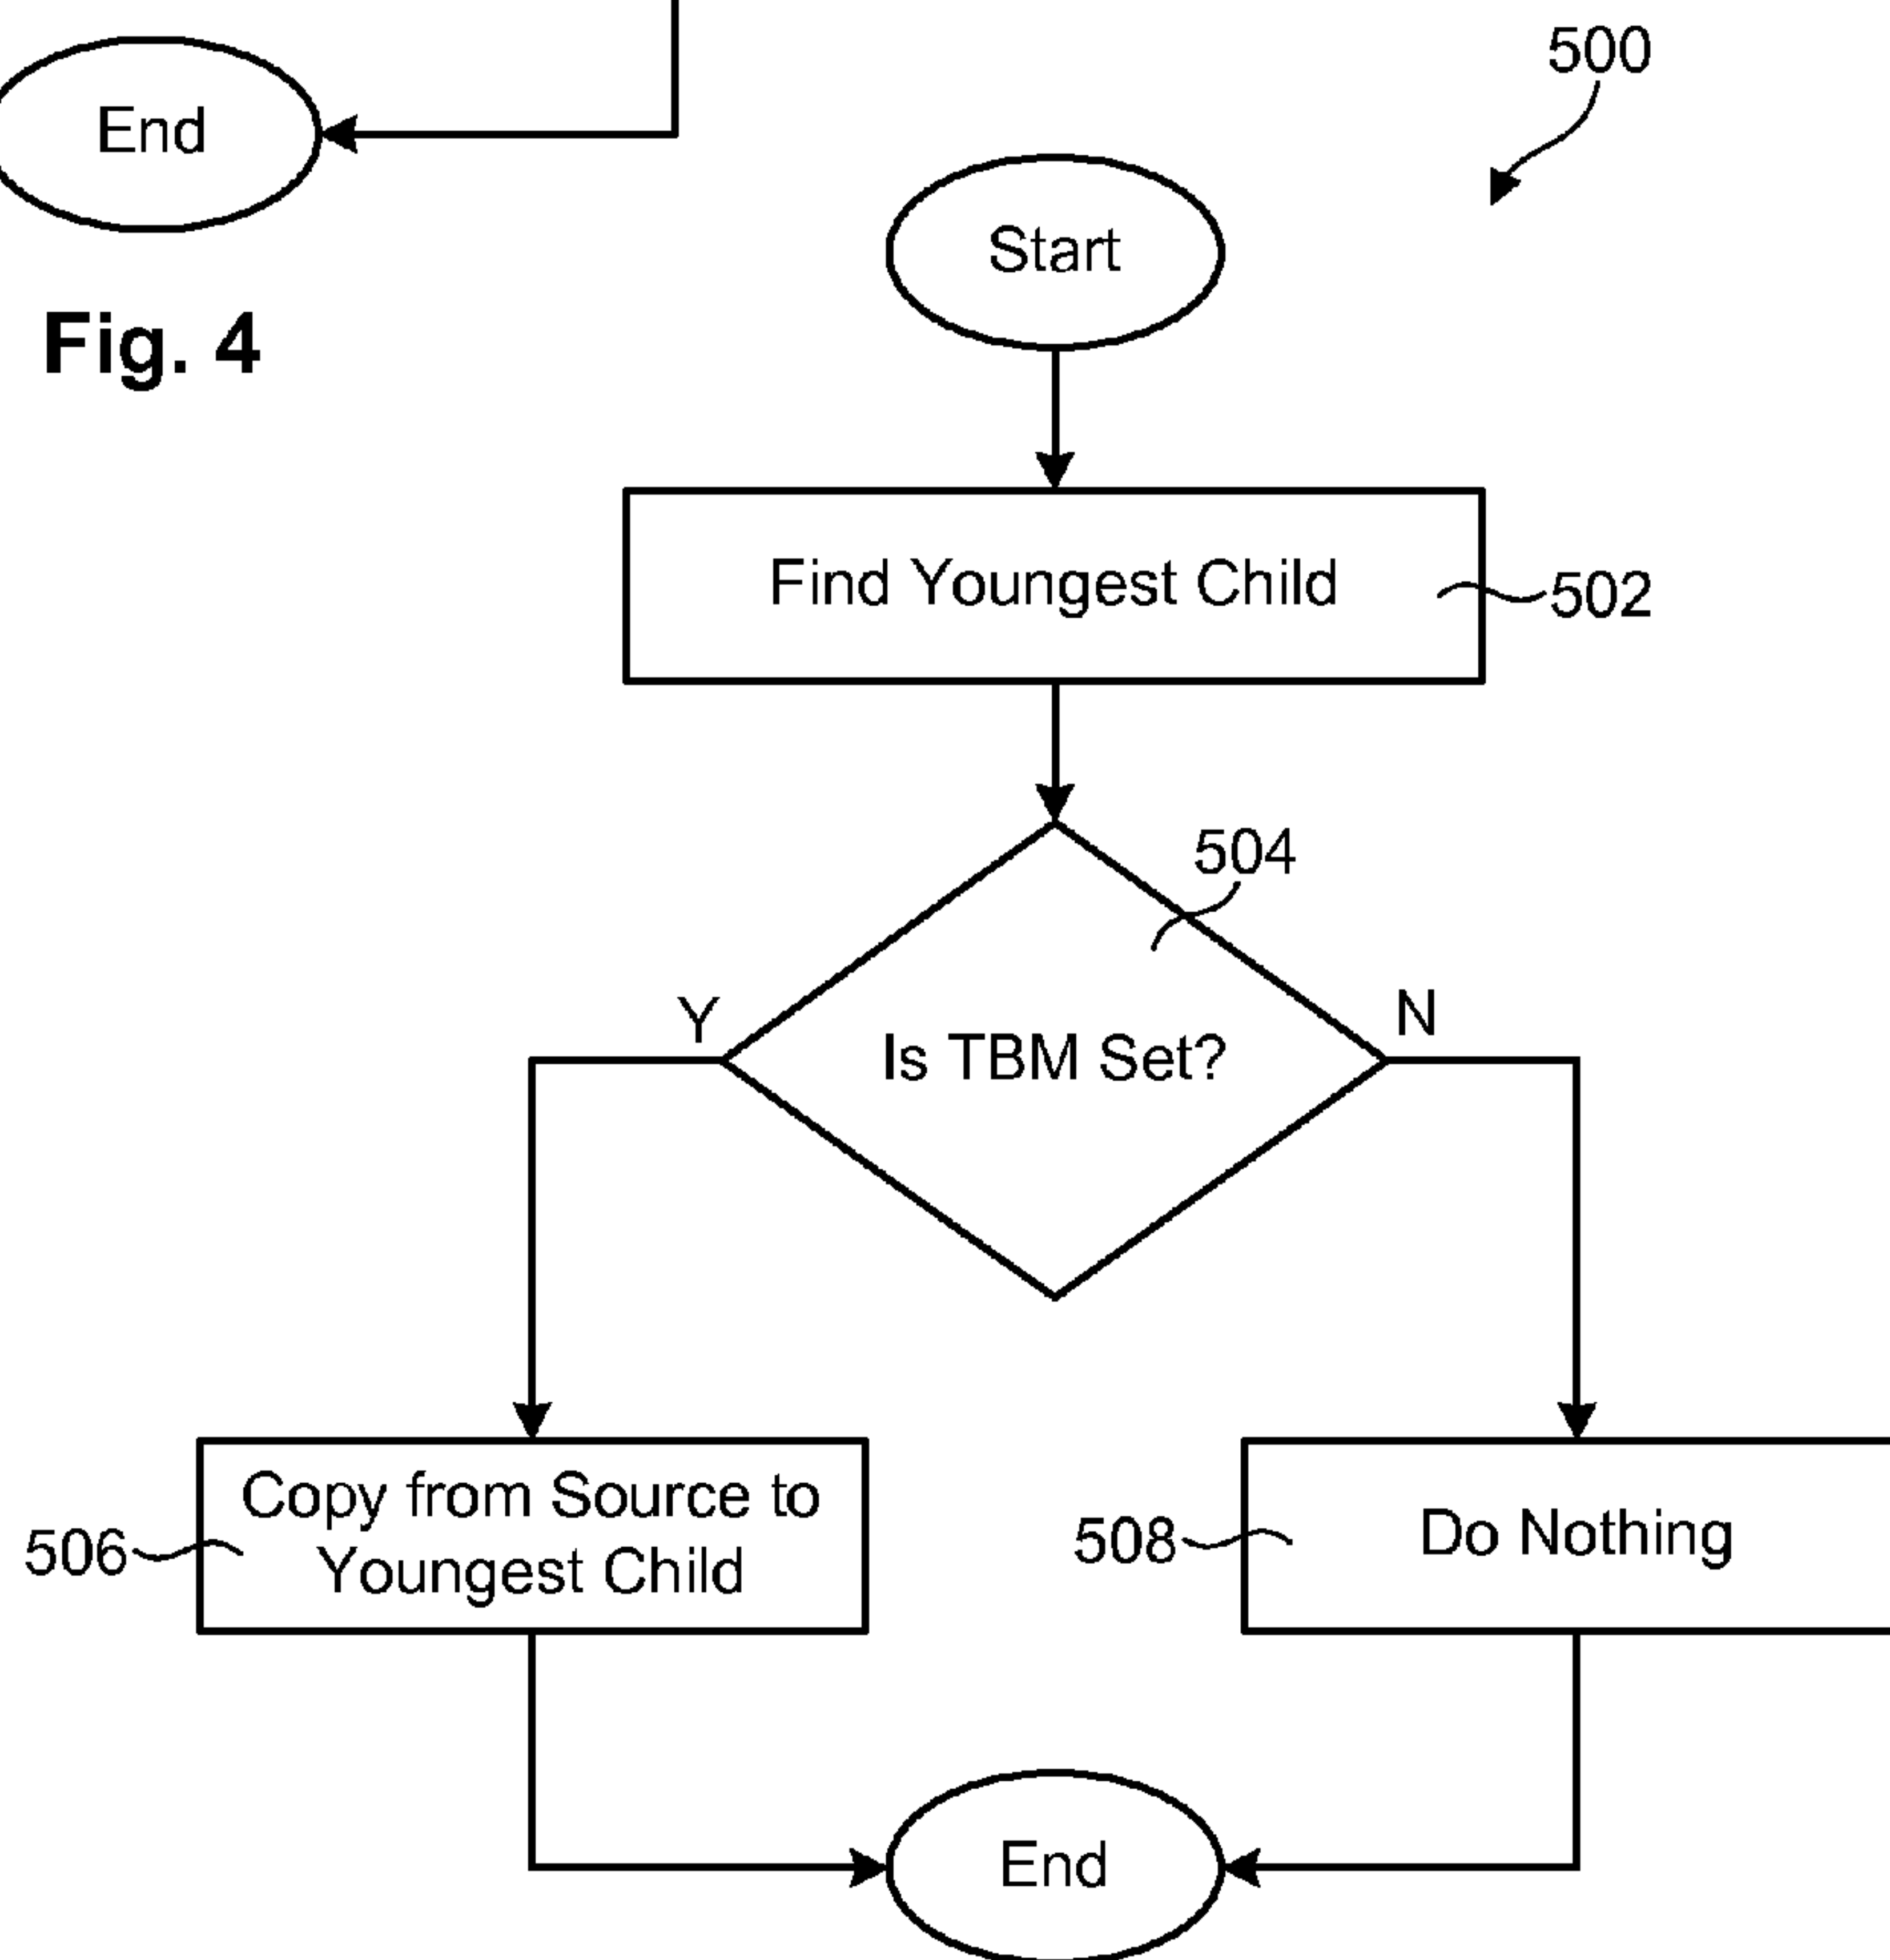 End
500
Start
Fig. 4
Find Youngest Child
502
504
Y
N
Is TBM Set?
Copy from Source to
Youngest Child
506
508
Do Nothing
End